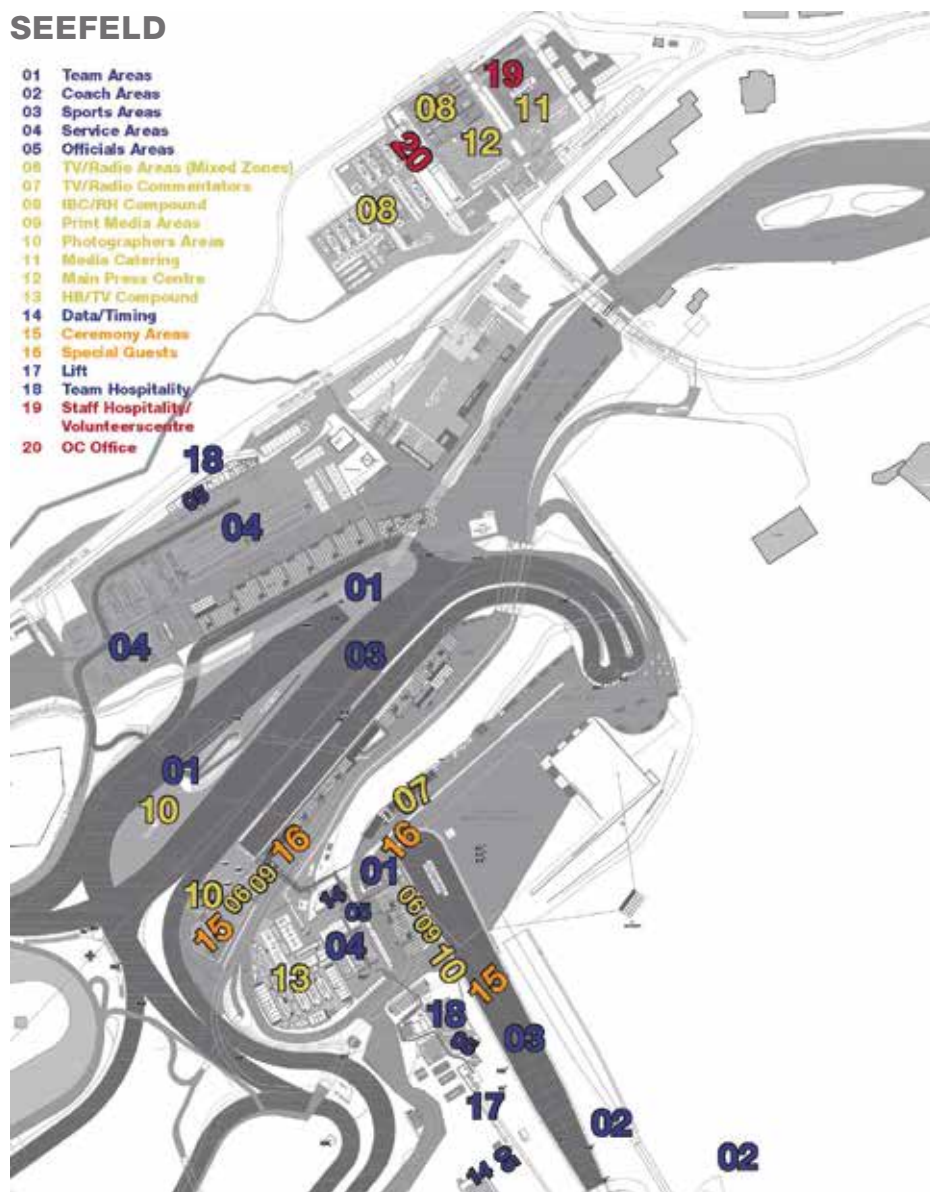 SEEFELD
01 Team Areas
02 Coach Areas
03 Sports Areas
04 Service Areas
05 Officials Areas
06 TV/Radio Areas (Mixed Zones)
07 TV/Radio Commentators
08 IBC/RH Compound
09 Print Media Areas
10 Photographers Areas
11 Media Catering
12 Main Press Centre
13 HB/TV Compound
14 Data/Timing
15 Ceremony Areas
16 Special Guests
17 Lift
18 Team Hospitality
19 Staff Hospitality/
Volunteerscentre
20 OC Office
19
08
11
12
20
08
18
05
04
01
04
03
01
10
07
16
16
01
10
06
09
14
05
06
09
15
04
10
13
15
18
05
03
17
02
02
14